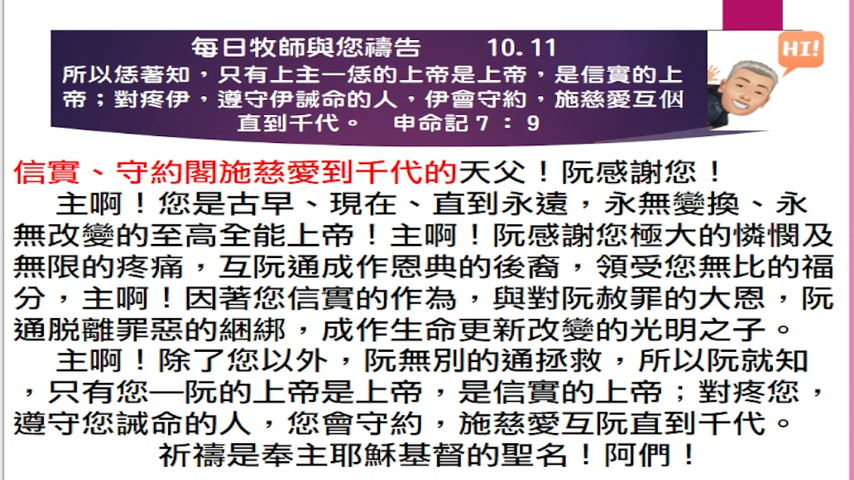 每日牧師與您禱告 10.11
HI!
所以恁著知，只有上主—恁的上帝是上帝，是信實的上
帝；對疼伊，遵守伊誡命的人，伊會守約，施慈愛互個
直到千代。 申命記7：9
信實、守約閣施慈愛到千代的天父！阮感謝您！
主啊！您是古早、現在、直到永遠，永無變換、永
無改變的至高全能上帝！主啊！阮感謝您極大的憐憫及
無限的疼痛，互阮通成作恩典的後裔，領受您無比的福
分，主啊！因著您信實的作為，與對阮赦罪的大恩，阮
通脱離罪惡的綑綁，成作生命更新改變的光明之子。
主啊！除了您以外，阮無別的通拯救，所以阮就知
，只有您—阮的上帝是上帝，是信實的上帝；對疼您，
遵守您誡命的人，您會守約，施慈愛互阮直到千代。
祈禱是奉主耶穌基督的聖名！阿們！